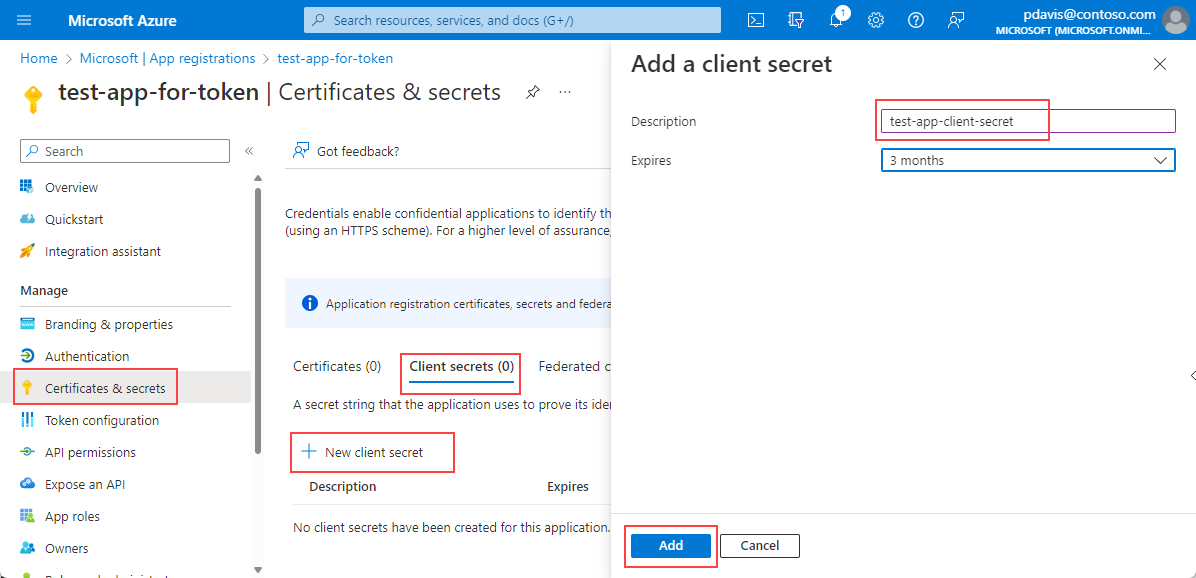 Microsoft Azure
Search resources, services, and docs (G+/)
1
pdavis@contoso.com
MICROSOFT (MICROSOFT.ONMI...
Home > Microsoft | App registrations > test-app-for-token
test-app-for-token | Certificates & secrets
...
Search
«
Overview
Quickstart
Integration assistant
Manage
Branding & properties
Authentication
Certificates & secrets
Token configuration
API permissions
Expose an API
App roles
Owners
Got feedback?
Credentials enable confidential applications to identify th
(using an HTTPS scheme). For a higher level of assurance,
Application registration certificates, secrets and federa
Certificates (0)
Client secrets (0)
Federated c
A secret string that the application uses to prove its iden
New client secret
Description
Expires
No client secrets have been created for this application.
Add a client secret
Description
test-app-client-secret
Expires
3 months
Add
Cancel